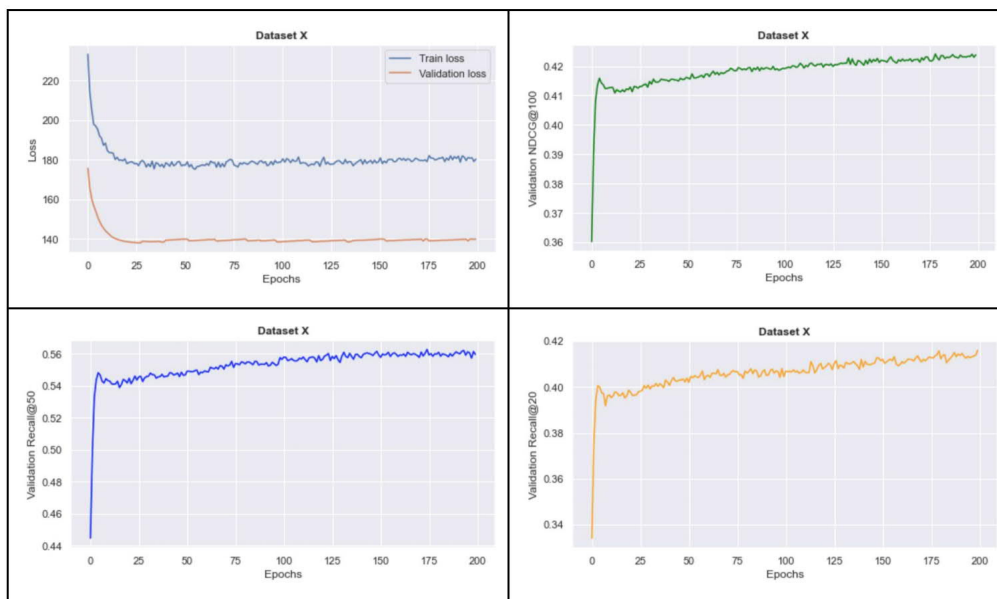 Dataset X
Train loss
Validation loss
Loss
220
200
180
160
140
0 25 50 75 100 125 150 175 200
Epochs
Dataset X
Validation NDCG@100
0.42
0.41
0.40
0.39
0.38
0.37
0.36
0 25 50 75 100 125 150 175 200
Epochs
Dataset X
Validation Recall@50
0.56
0.54
0.52
0.50
0.48
0.46
0.44
0 25 50 75 100 125 150 175 200
Epochs
Dataset X
Validation Recall@20
0.42
0.40
0.38
0.36
0.34
0 25 50 75 100 125 150 175 200
Epochs